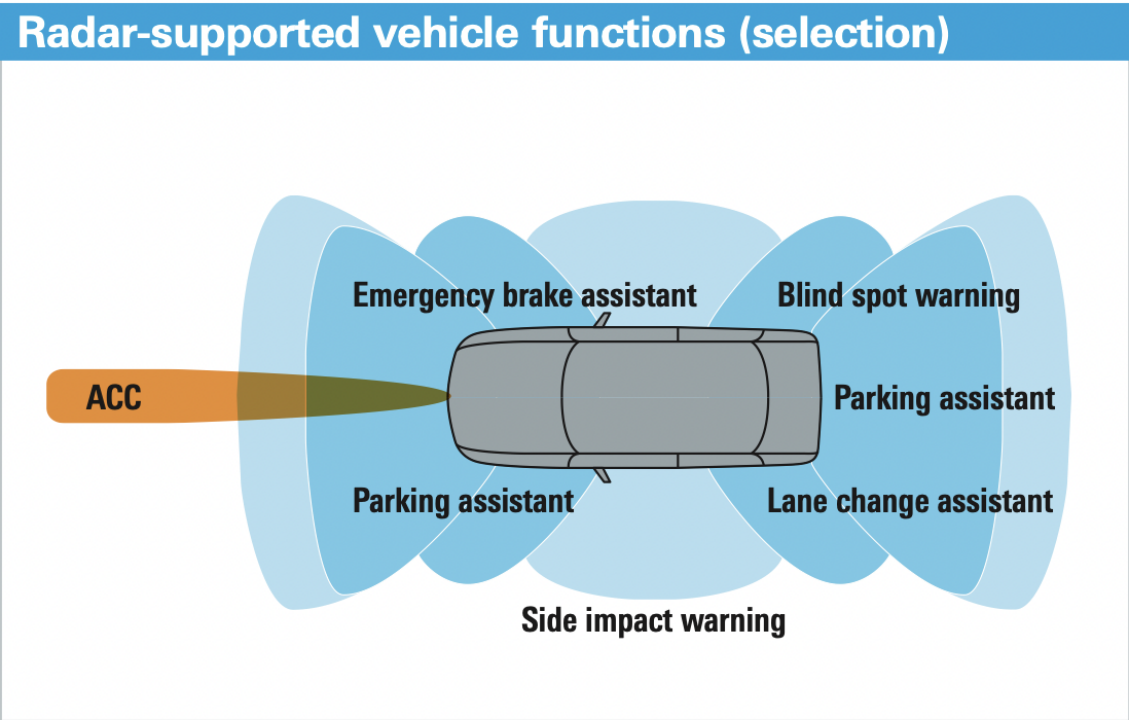 Radar-supported vehicle functions (selection)
Emergency brake assistant
Blind spot warning
ACC
Parking assistant
Parking assistant
Lane change assistant
Side impact warning